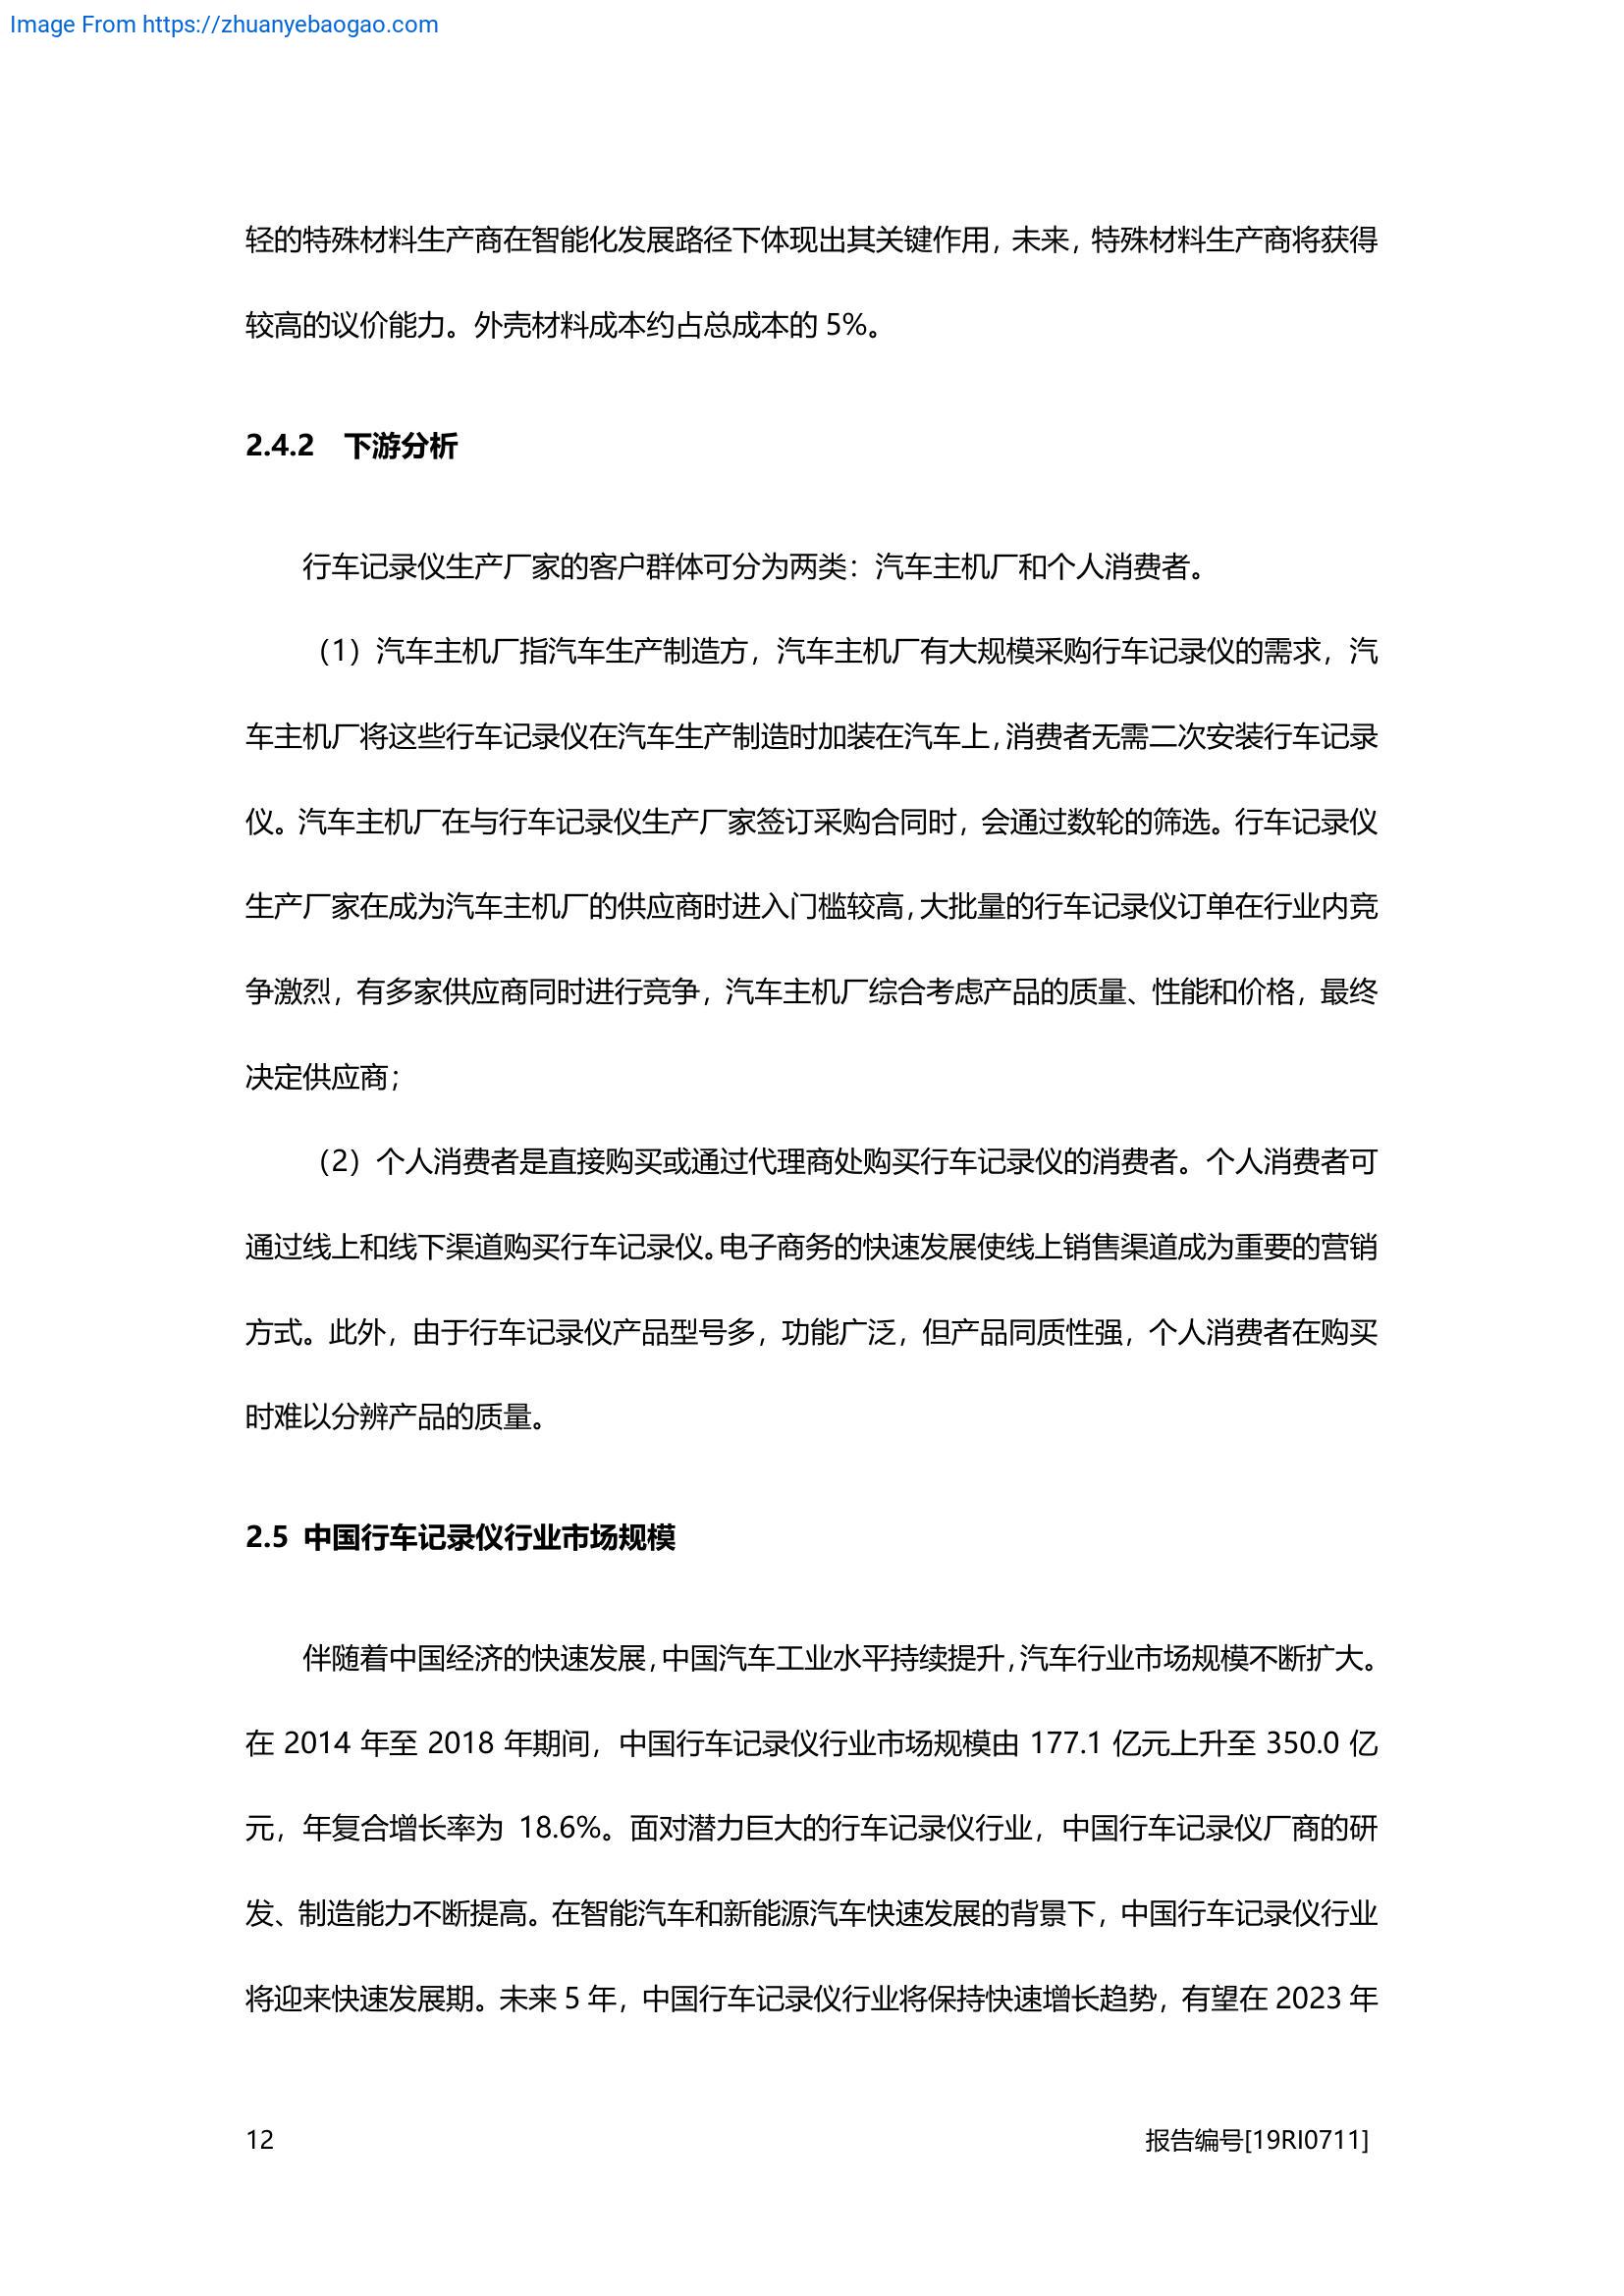 Image From https://zhuanyebaogao.com
轻的特殊材料生产商在智能化发展路径下体现出其关键作用，未来，特殊材料生产商将获得
较高的议价能力。外壳材料成本约占总成本的 5%。
2.4.2 下游分析
行车记录仪生产厂家的客户群体可分为两类：汽车主机厂和个人消费者。
（1）汽车主机厂指汽车生产制造方，汽车主机厂有大规模采购行车记录仪的需求，汽
车主机厂将这些行车记录仪在汽车生产制造时加装在汽车上，消费者无需二次安装行车记录
仪。汽车主机厂在与行车记录仪生产厂家签订采购合同时，会通过数轮的筛选。行车记录仪
生产厂家在成为汽车主机厂的供应商时进入门槛较高，大批量的行车记录仪订单在行业内竞
争激烈，有多家供应商同时进行竞争，汽车主机厂综合考虑产品的质量、性能和价格，最终
决定供应商；
（2）个人消费者是直接购买或通过代理商处购买行车记录仪的消费者。个人消费者可
通过线上和线下渠道购买行车记录仪。电子商务的快速发展使线上销售渠道成为重要的营销
方式。此外，由于行车记录仪产品型号多，功能广泛，但产品同质性强，个人消费者在购买
时难以分辨产品的质量。
2.5 中国行车记录仪行业市场规模
伴随着中国经济的快速发展，中国汽车工业水平持续提升，汽车行业市场规模不断扩大。
在 2014 年至 2018 年期间，中国行车记录仪行业市场规模由 177.1 亿元上升至 350.0 亿
元，年复合增长率为 18.6%。面对潜力巨大的行车记录仪行业，中国行车记录仪厂商的研
发、制造能力不断提高。在智能汽车和新能源汽车快速发展的背景下，中国行车记录仪行业
将迎来快速发展期。未来 5 年，中国行车记录仪行业将保持快速增长趋势，有望在 2023 年
12 报告编号[19RI0711]